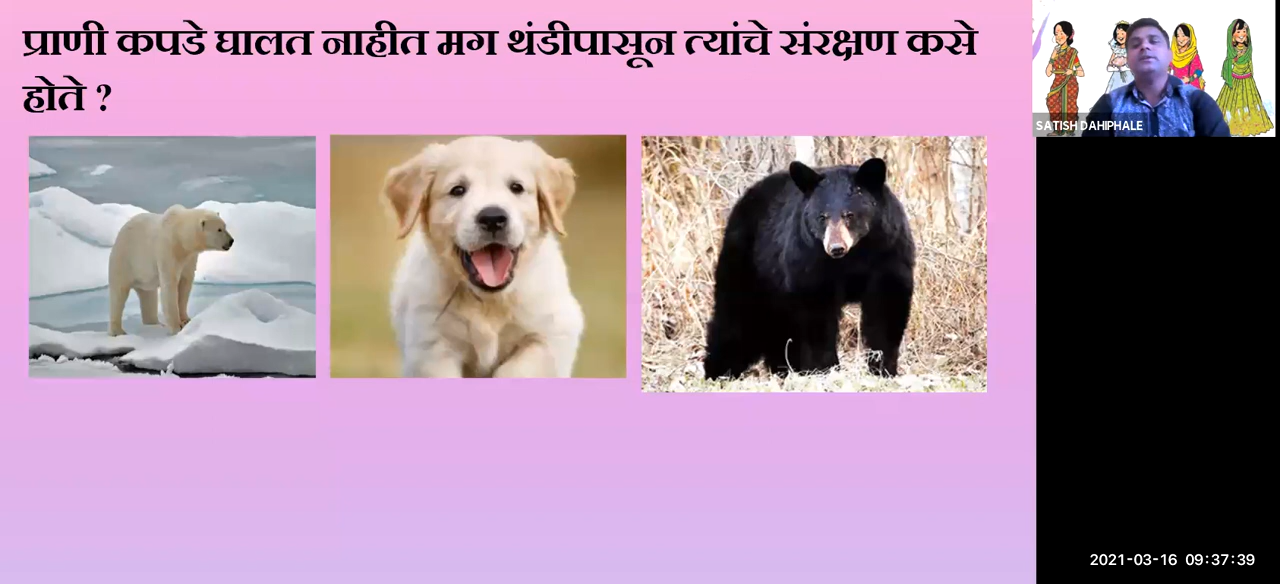 प्राणी कपडे घालत नाहीत मग थंडीपासून त्यांचे संरक्षण कसे
होते ?
SATISH DAHIPHALE
2021-03-16 09:37:39